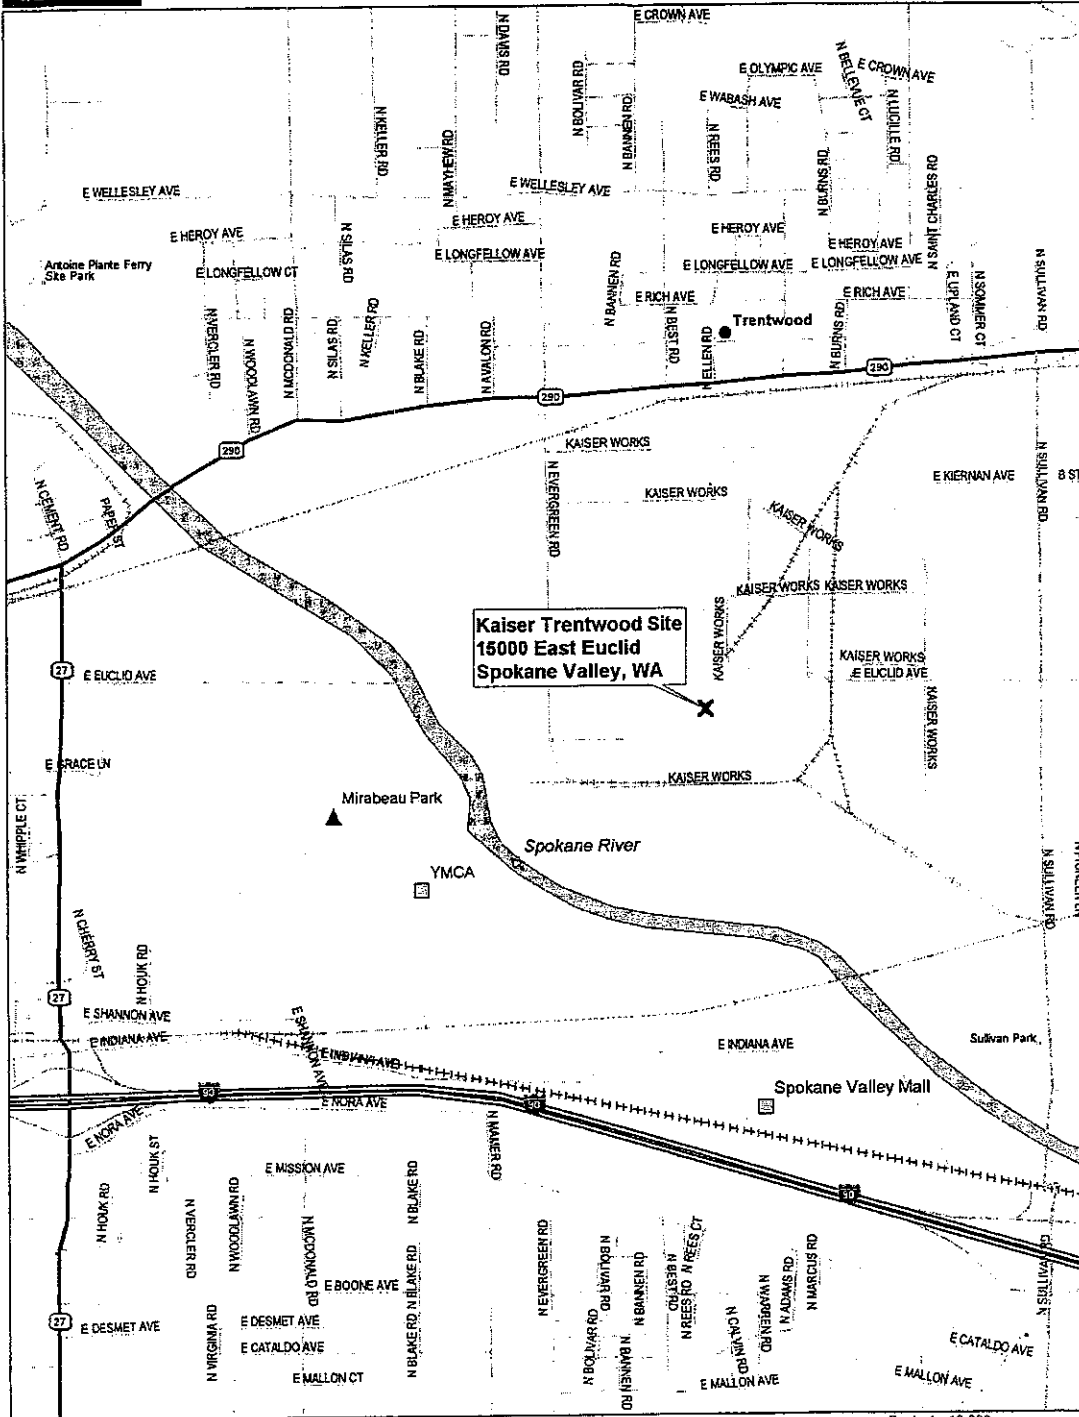 E CROWN AVE
N DAVIS RD
N BOLIVAR RD
E OLYMPIC AVE
N BELLEVUE CT
E CROWN AVE
E WABASH AVE
N LUCILLE RD
N KELLER RD
N MAYHEW RD
N BANNEN RD
N REES RD
N BURNS RD
N SAINT CHARLES RD
E WELLESLEY AVE
E WELLESLEY AVE
E HEROY AVE
E HEROY AVE
E HEROY AVE
E HEROY AVE
N SILAS RD
Antoine Plante Ferry
Site Park
E LONGFELLOW CT
E LONGFELLOW AVE
E LONGFELLOW AVE
E LONGFELLOW AVE
N BANNEN RD
E RICH AVE
E RICH AVE
E UPLAND CT
N SOMMER CT
N SULLIVAN RD
N VERCLER RD
N WOODLAWN RD
N MCDONALD RD
N SILAS RD
N KELLER RD
N BLAKE RD
N AVALON RD
N BEST RD
Trentwood
N ELLEN RD
N BURNS RD
290
290
290
KAISER WORKS
N CEMENT RD
PAPER ST
N EVERGREEN RD
KAISER WORKS
KAISER WORKS
E KIERNAN AVE
N SULLIVAN RD
B ST
KAISER WORKS
KAISER WORKS
KAISER WORKS
Kaiser Trentwood Site
15000 East Euclid
Spokane Valley, WA
27
E EUCLID AVE
KAISER WORKS
E EUCLID AVE
KAISER WORKS
KAISER WORKS
N WHIPPLE CT
Mirabeau Park
Spokane River
YMCA
N SULLIVAN RD
N CHERRY ST
N HOUK RD
27
E SHANNON AVE
E INDIANA AVE
E SHANNON AVE
E INDIANA AVE
E INDIANA AVE
Sullivan Park
90
E NORA AVE
90
Spokane Valley Mall
E NORA AVE
N HOUK ST
N MAMER RD
E MISSION AVE
90
N HOUK RD
N VERCLER RD
N WOODLAWN RD
N MCDONALD RD
N BLAKE RD
N BLAKE RD
N EVERGREEN RD
N BOLIVAR RD
N BANNEN RD
N BEST RD
N REES CT
N REES RD
N WARREN RD
N ADAMS RD
N MARCUS RD
E BOONE AVE
27
E DESMET AVE
N VIRGINIA RD
E DESMET AVE
E CATALDO AVE
E MALLON CT
N BLAKE RD
N BOLIVAR RD
N BANNEN RD
N CALVIN RD
E MALLON AVE
E MALLON AVE
E CATALDO AVE